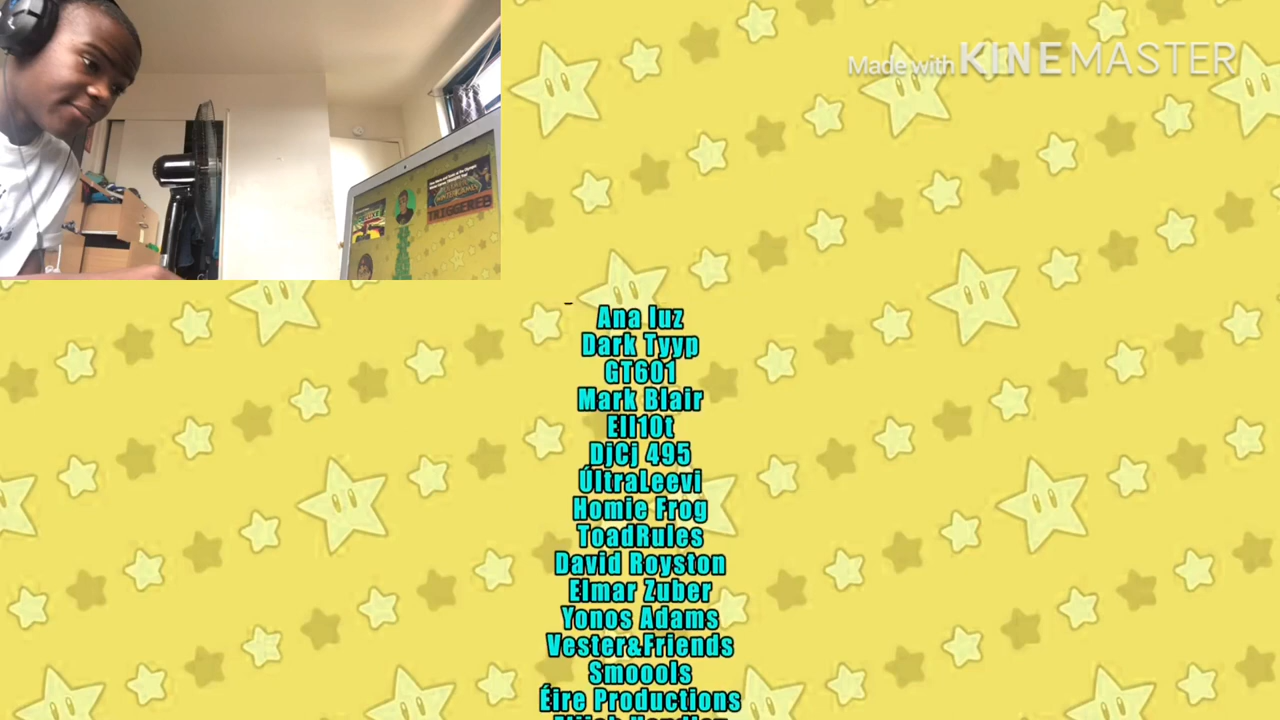 Made with KINEMASTER
TRIGGERED
Ana luz
Dark Tyyp
GT601
Mark Blair
Ell10t
DjCj 495
ÚltraLeevi
Homie Frog
ToadRules
David Royston
Elmar Zuber
Yonos Adams
Vester&Friends
Smoools
Éire Productions